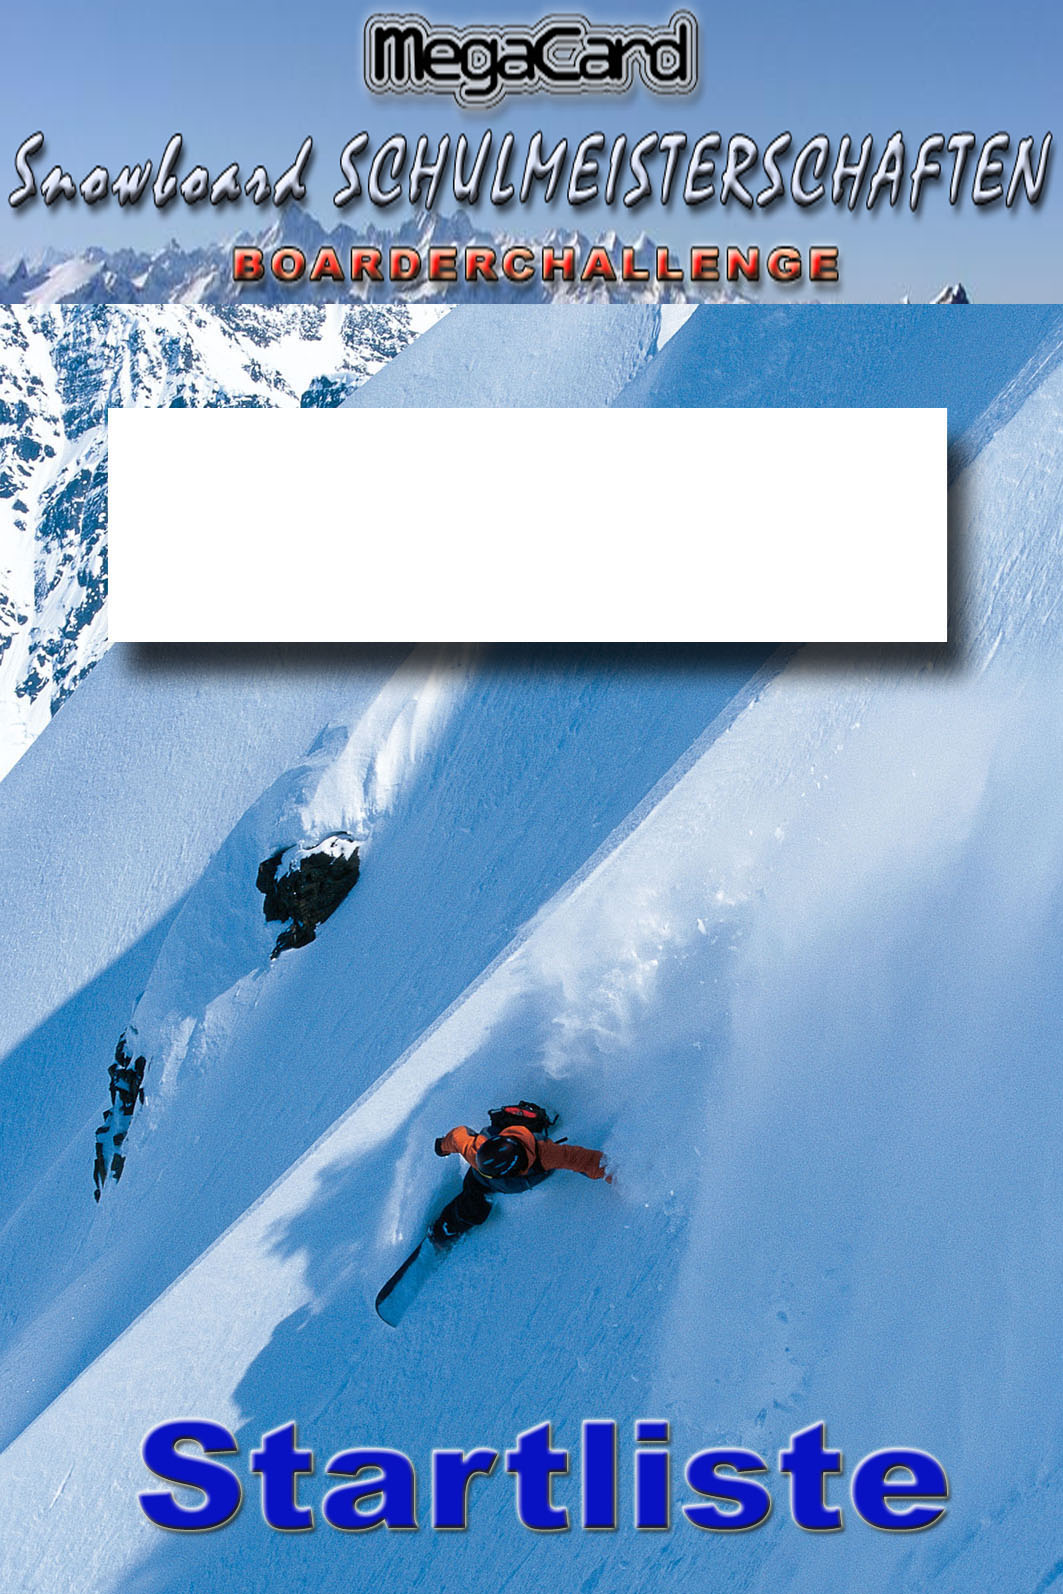 MegaCard
Snowboard SCHULMEISTERSCHAFTEN
BOARDERCHALLENGE
Startliste